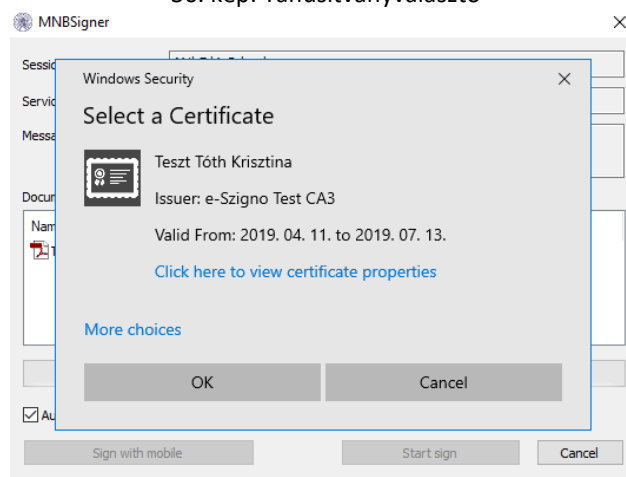 MNBSigner
Windows Security
Select a Certificate
Teszt Tóth Krisztina
Issuer: e-Szigno Test CA3
Valid From: 2019. 04. 11. to 2019. 07. 13.
Click here to view certificate properties
More choices
OK Cancel
Sign with mobile Start sign Cancel